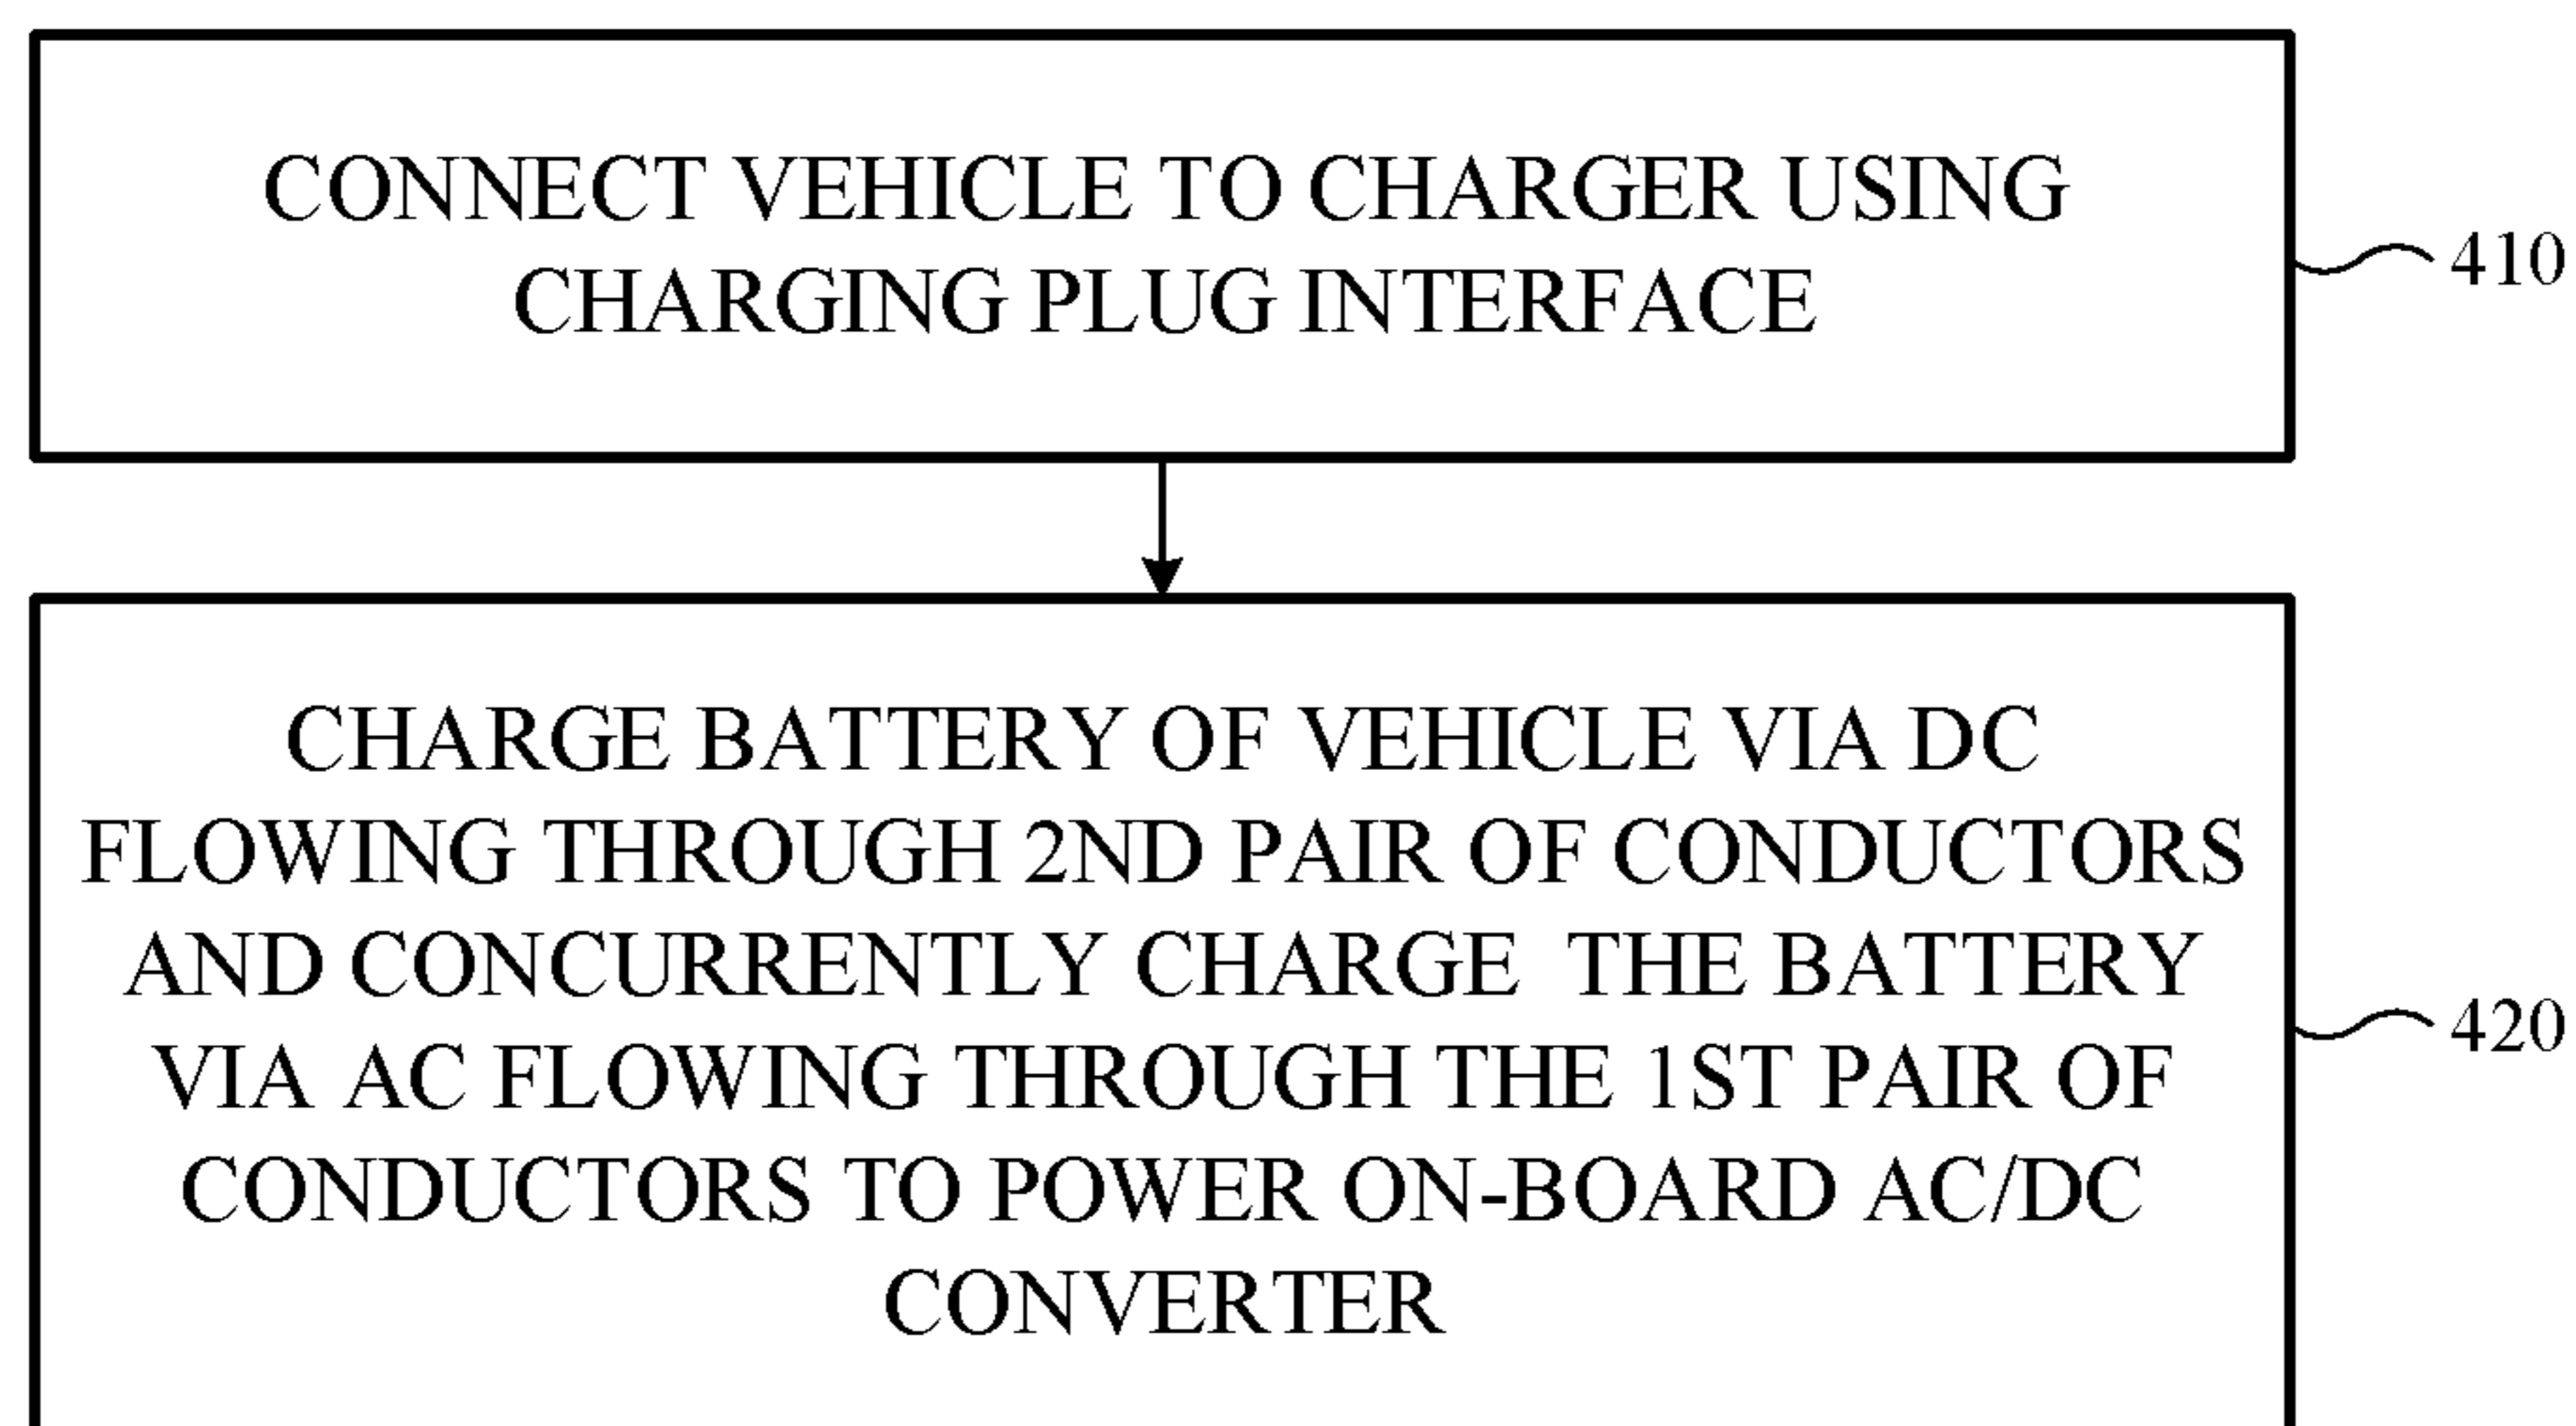 CONNECT VEHICLE TO CHARGER USING
CHARGING PLUG INTERFACE
410
CHARGE BATTERY OF VEHICLE VIA DC
FLOWING THROUGH 2ND PAIR OF CONDUCTORS
AND CONCURRENTLY CHARGE THE BATTERY
VIA AC FLOWING THROUGH THE 1ST PAIR OF
CONDUCTORS TO POWER ON-BOARD AC/DC
CONVERTER
420